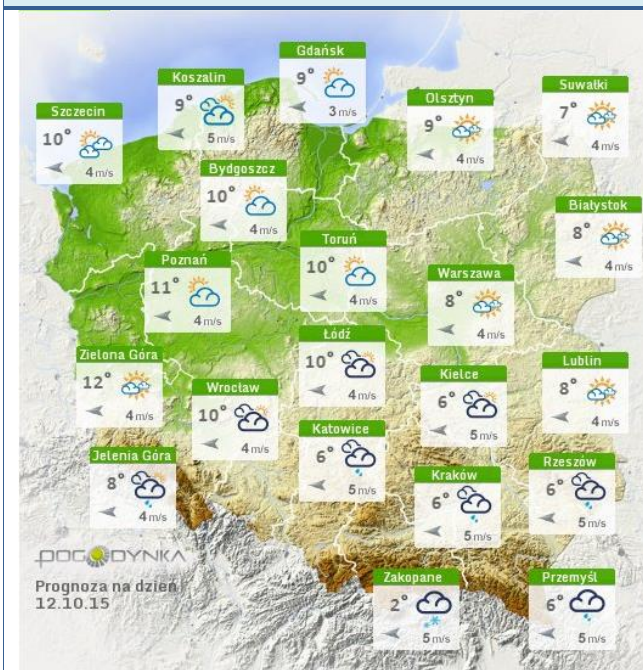 Gdańsk
9° 3 m/s
Koszalin
9° 5 m/s
Suwałki
7° 4 m/s
Olsztyn
9° 4 m/s
Szczecin
10° 4 m/s
Bydgoszcz
10° 4 m/s
Białystok
8° 4 m/s
Toruń
10° 4 m/s
Poznań
11° 4 m/s
Warszawa
8° 4 m/s
Łódź
10° 4 m/s
Zielona Góra
12° 4 m/s
Lublin
8° 4 m/s
Kielce
6° 5 m/s
Wrocław
10° 4 m/s
Katowice
6° 5 m/s
Jelenia Góra
8° 4 m/s
Rzeszów
6° 5 m/s
Kraków
6° 5 m/s
POGODYNKA
Prognoza na dzień
12.10.15
Zakopane
2° 5 m/s
Przemyśl
6° 5 m/s